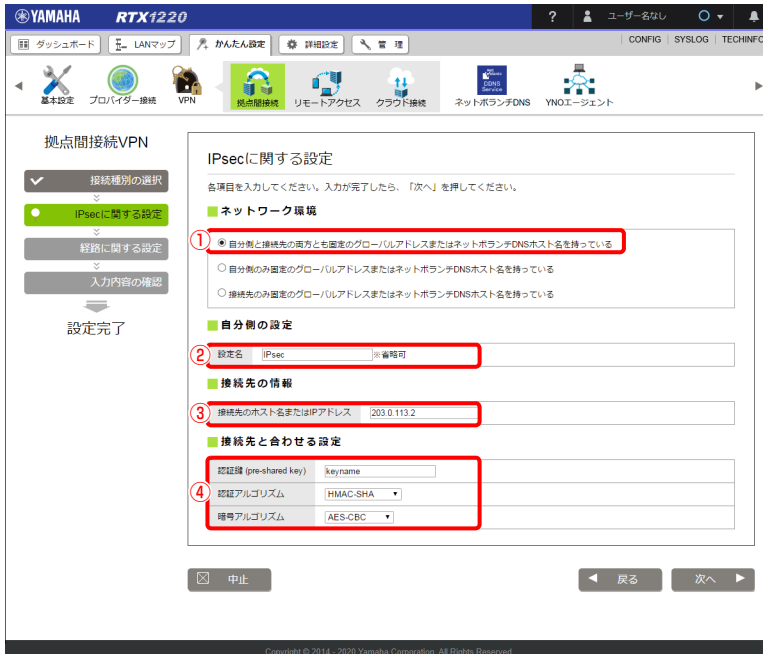 YAMAHA RTX1220 ? ユーザー名なし
ダッシュボード LANマップ かんたん設定 詳細設定 管 理 CONFIG SYSLOG TECHINFO
基本設定 プロバイダー接続 VPN 拠点間接続 リモートアクセス クラウド接続 ネットボランチDNS YNOエージェント
拠点間接続VPN
接続種別の選択
IPsecに関する設定
経路に関する設定
入力内容の確認
設定完了
IPsecに関する設定
各項目を入力してください。入力が完了したら、「次へ」を押してください。
ネットワーク環境
① 自分側と接続先の両方とも固定のグローバルアドレスまたはネットボランチDNSホスト名を持っている
自分側のみ固定のグローバルアドレスまたはネットボランチDNSホスト名を持っている
接続先のみ固定のグローバルアドレスまたはネットボランチDNSホスト名を持っている
自分側の設定
② 設定名 IPsec ※省略可
接続先の情報
③ 接続先のホスト名またはIPアドレス 203.0.113.2
接続先と合わせる設定
認証鍵 (pre-shared key) keyname
④ 認証アルゴリズム HMAC-SHA
暗号アルゴリズム AES-CBC
中止 戻る 次へ
Copyright © 2014 - 2020 Yamaha Corporation. All Rights Reserved.